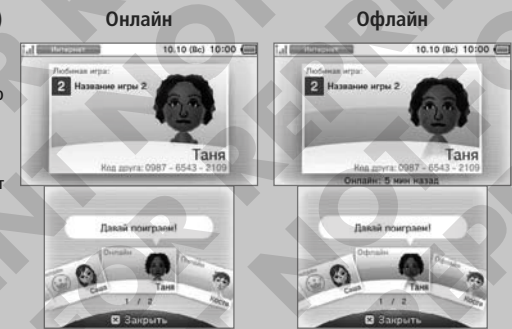 Онлайн
Офлайн
Интернет
10.10 (Вс) 10:00
Любимая игра:
2 Название игры 2
Таня
Код друга: 0987 - 6543 - 2109
Давай поиграем!
Онлайн
Саша
Таня
Костя
1 / 2
Закрыть
Интернет
10.10 (Вс) 10:00
Любимая игра:
2 Название игры 2
Таня
Код друга: 0987 - 6543 - 2109
Онлайн: 5 мин назад
Давай поиграем!
Офлайн
Саша
Таня
Костя
1 / 2
Закрыть